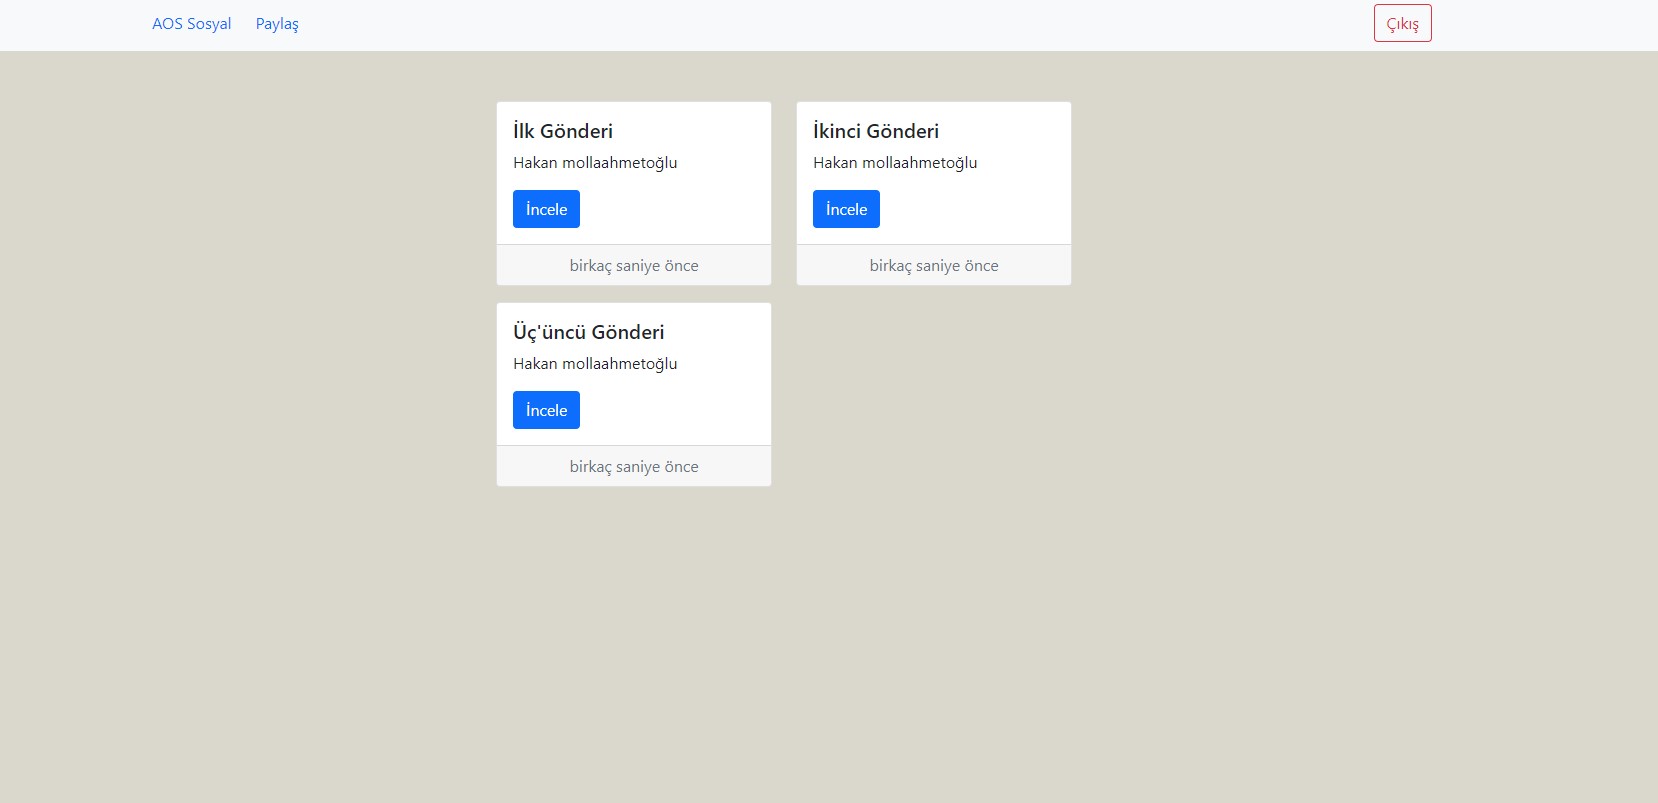 AOS Sosyal Paylaş Çıkış
İlk Gönderi
Hakan mollaahmetoğlu
İncele
birkaç saniye önce
İkinci Gönderi
Hakan mollaahmetoğlu
İncele
birkaç saniye önce
Üç'üncü Gönderi
Hakan mollaahmetoğlu
İncele
birkaç saniye önce